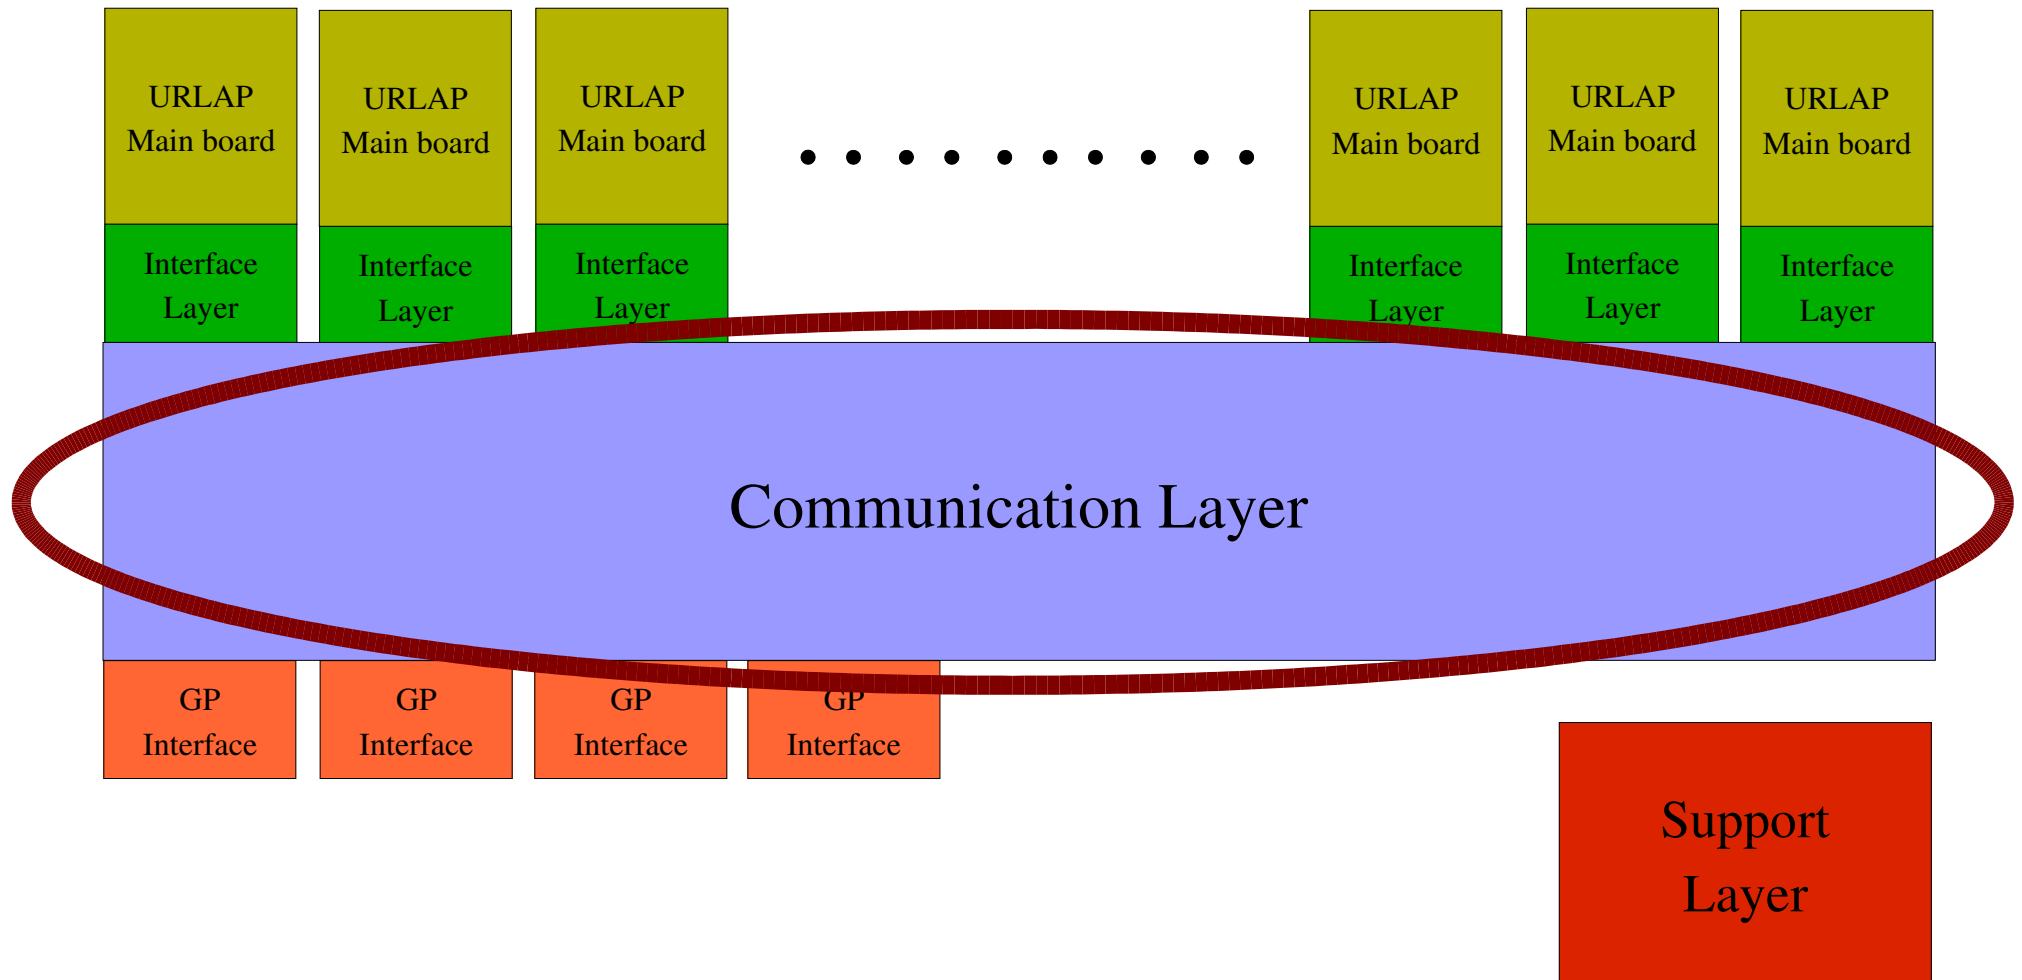 URLAP
Main board
URLAP
Main board
URLAP
Main board
URLAP
Main board
URLAP
Main board
URLAP
Main board
Interface
Layer
Interface
Layer
Interface
Layer
Interface
Layer
Interface
Layer
Interface
Layer
Communication Layer
GP
Interface
GP
Interface
GP
Interface
GP
Interface
Support
Layer